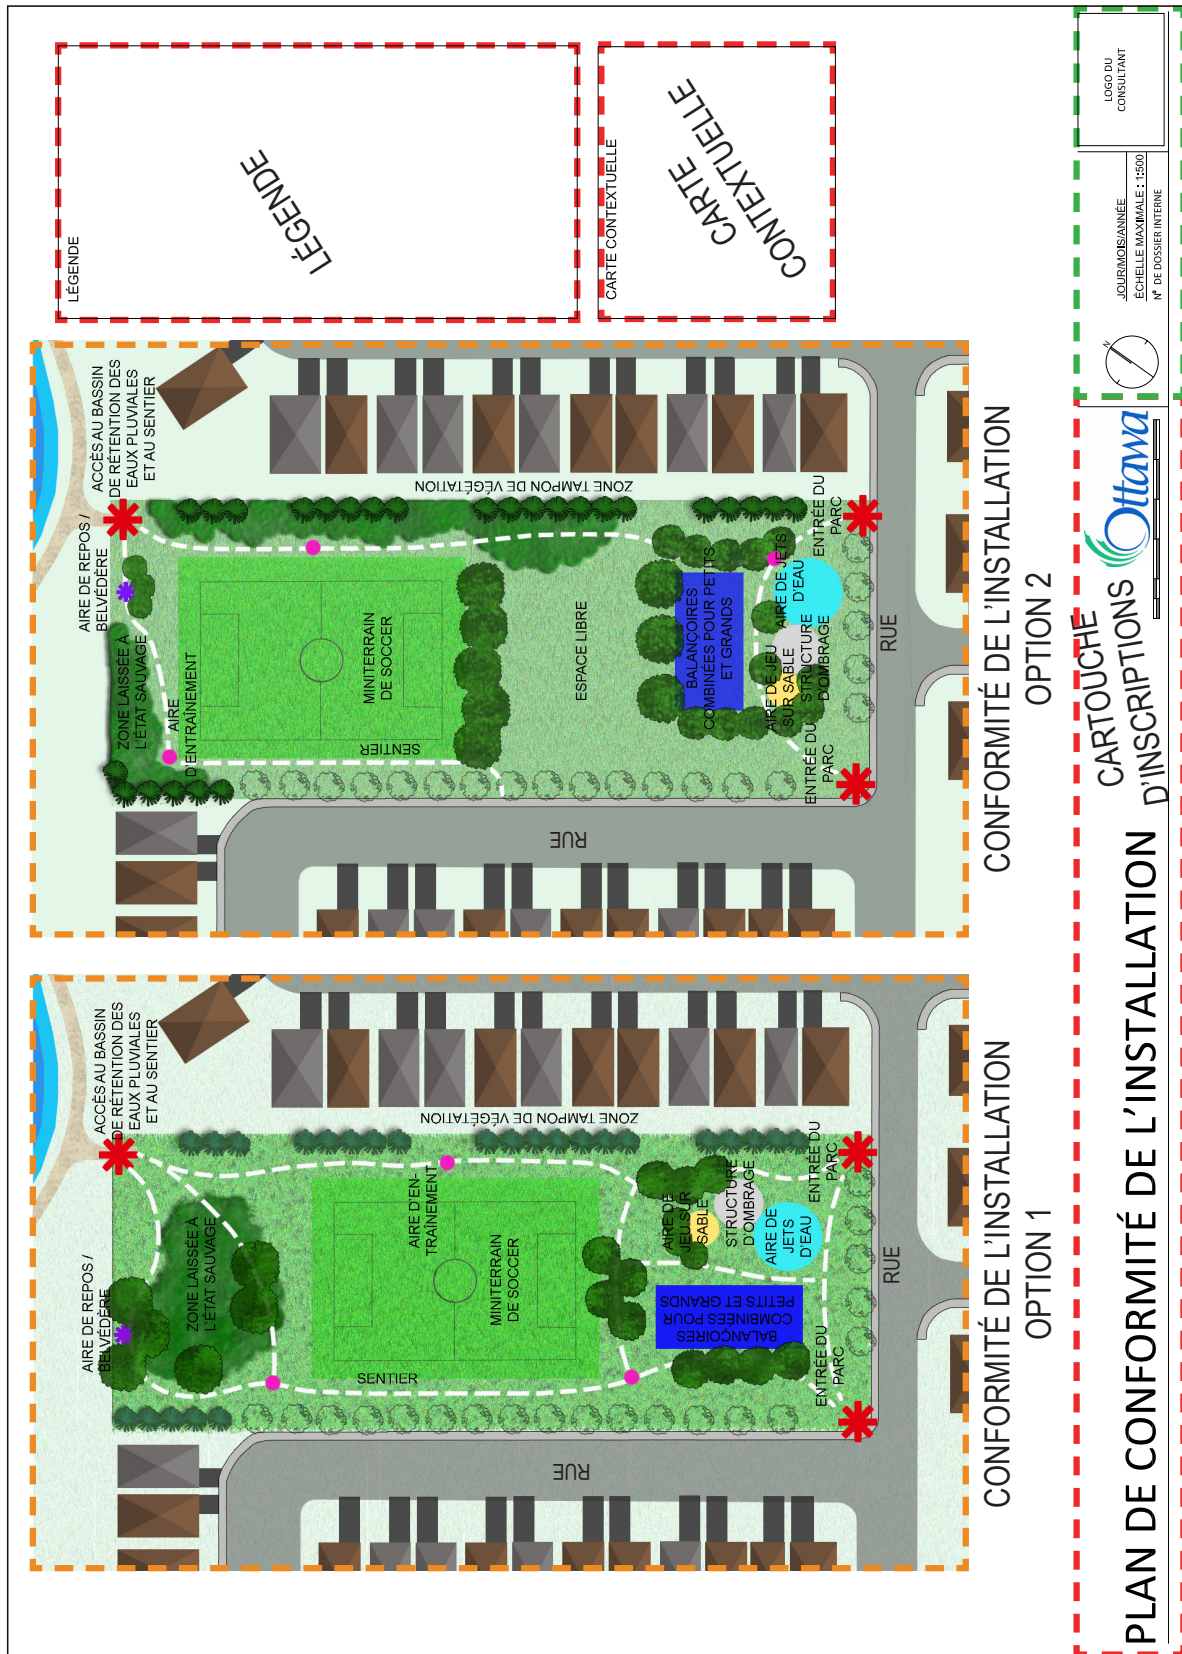 ACCÈS AU BASSIN
DE RÉTENTION DES
EAUX PLUVIALES
ET AU SENTIER
AIRE DE REPOS /
BELVÉDÈRE
ZONE LAISSÉE À
L'ÉTAT SAUVAGE
ZONE TAMPON DE VÉGÉTATION
AIRE D'EN-
TRAÎNEMENT
MINITERRAIN
DE SOCCER
SENTIER
AIRE DE
JEU SUR
SABLE
STRUCTURE
D'OMBRAGE
AIRE DE
JETS
D'EAU
BALANÇOIRES
COMBINÉES POUR
PETITS ET GRANDS
ENTRÉE DU
PARC
ENTRÉE DU
PARC
RUE
RUE
CONFORMITÉ DE L'INSTALLATION
OPTION 1
ACCÈS AU BASSIN
DE RÉTENTION DES
EAUX PLUVIALES
ET AU SENTIER
AIRE DE REPOS /
BELVÉDÈRE
ZONE LAISSÉE À
L'ÉTAT SAUVAGE
AIRE
D'ENTRAÎNEMENT
ZONE TAMPON DE VÉGÉTATION
MINITERRAIN
DE SOCCER
SENTIER
ESPACE LIBRE
BALANÇOIRES
COMBINÉES POUR PETITS
ET GRANDS
AIRE DE JEU
SUR SABLE
STRUCTURE
D'OMBRAGE
AIRE DE JETS
D'EAU
ENTRÉE DU
PARC
ENTRÉE DU
PARC
RUE
RUE
CONFORMITÉ DE L'INSTALLATION
OPTION 2
LÉGENDE
LÉGENDE
CARTE CONTEXTUELLE
CARTE
CONTEXTUELLE
PLAN DE CONFORMITÉ DE L'INSTALLATION
CARTOUCHE
D'INSCRIPTIONS
Ottawa
N
JOUR/MOIS/ANNÉE
ÉCHELLE MAXIMALE : 1:500
N° DE DOSSIER INTERNE
LOGO DU
CONSULTANT